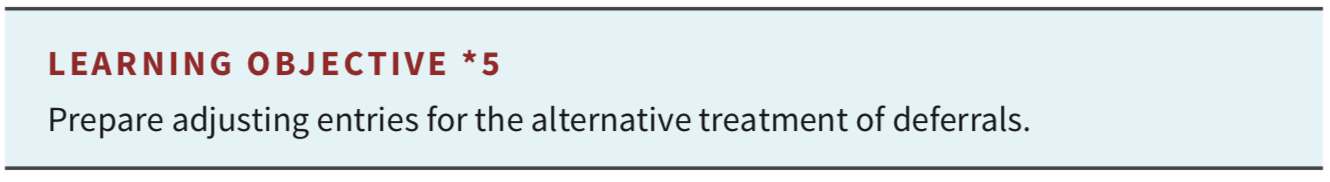 LEARNING OBJECTIVE *5
Prepare adjusting entries for the alternative treatment of deferrals.